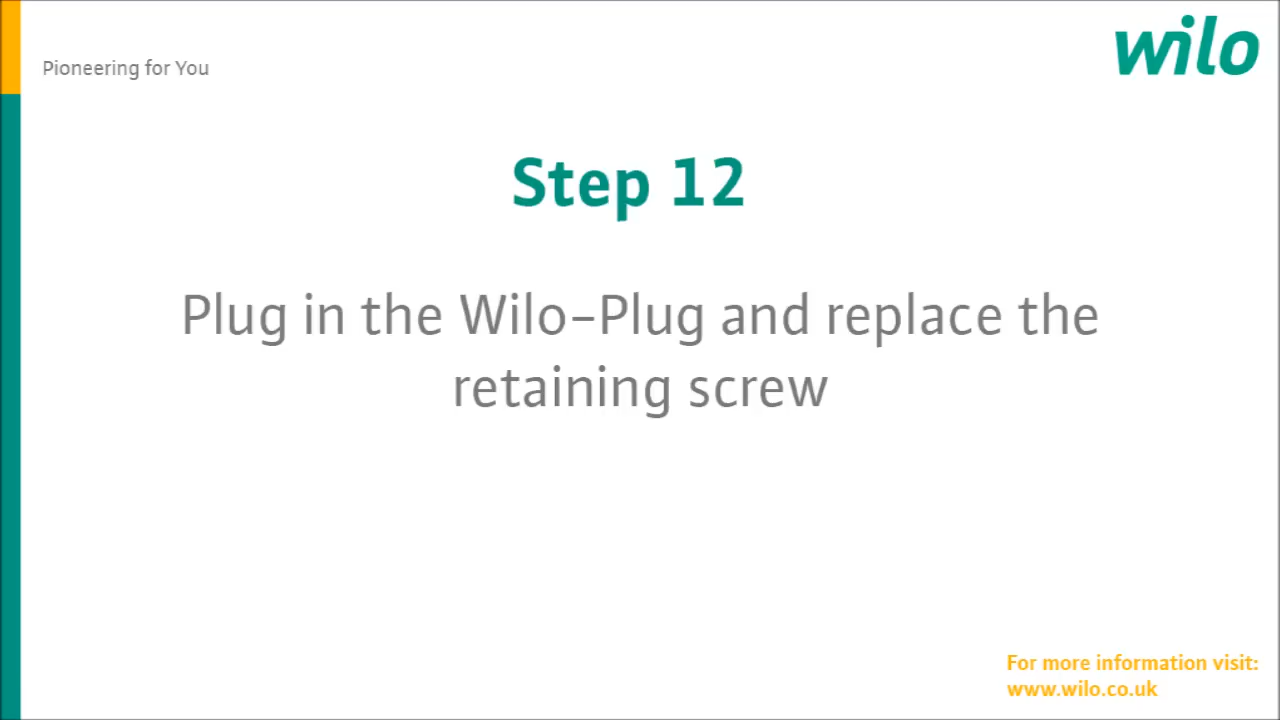 Pioneering for You
wilo
Step 12
Plug in the Wilo-Plug and replace the
retaining screw
For more information visit:
www.wilo.co.uk